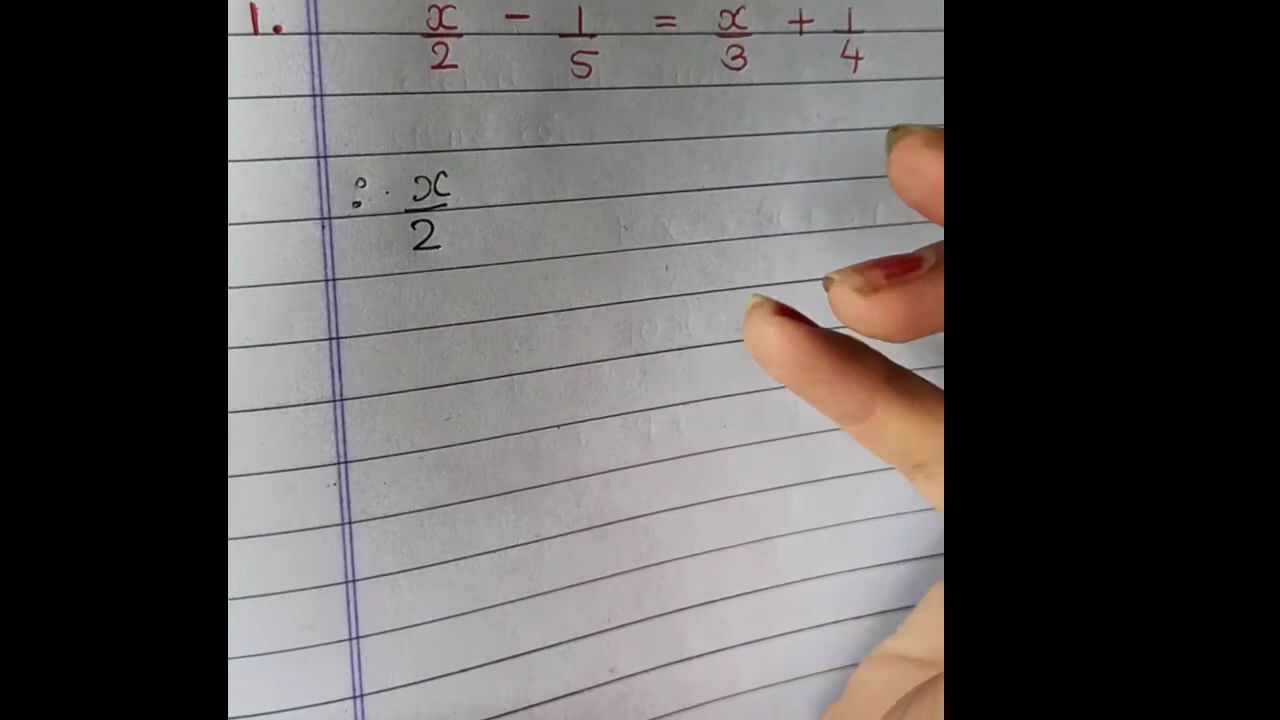 1. x/2 - 1/5 = x/3 + 1/4
∴ x/2